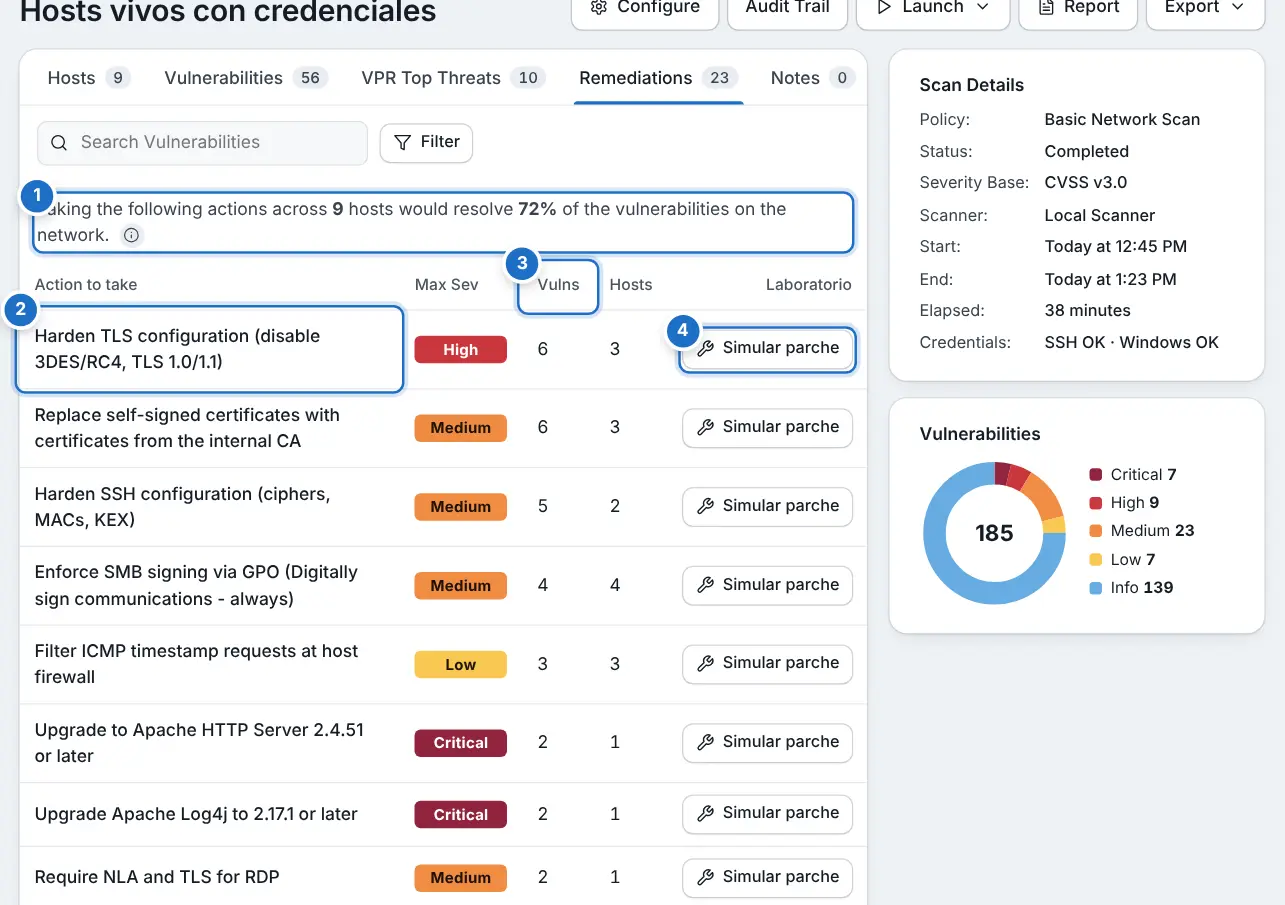 Hosts vivos con credenciales
Configure
Audit Trail
Launch
Report
Export
Hosts 9
Vulnerabilities 56
VPR Top Threats 10
Remediations 23
Notes 0
Search Vulnerabilities
Filter
1
aking the following actions across 9 hosts would resolve 72% of the vulnerabilities on the
network.
3
Action to take
Max Sev
Vulns
Hosts
Laboratorio
2
Harden TLS configuration (disable
3DES/RC4, TLS 1.0/1.1)
High
6
3
4
Simular parche
Replace self-signed certificates with
certificates from the internal CA
Medium
6
3
Simular parche
Harden SSH configuration (ciphers,
MACs, KEX)
Medium
5
2
Simular parche
Enforce SMB signing via GPO (Digitally
sign communications - always)
Medium
4
4
Simular parche
Filter ICMP timestamp requests at host
firewall
Low
3
3
Simular parche
Upgrade to Apache HTTP Server 2.4.51
or later
Critical
2
1
Simular parche
Upgrade Apache Log4j to 2.17.1 or later
Critical
2
1
Simular parche
Require NLA and TLS for RDP
Medium
2
1
Simular parche
Scan Details
Policy: Basic Network Scan
Status: Completed
Severity Base: CVSS v3.0
Scanner: Local Scanner
Start: Today at 12:45 PM
End: Today at 1:23 PM
Elapsed: 38 minutes
Credentials: SSH OK · Windows OK
Vulnerabilities
185
Critical 7
High 9
Medium 23
Low 7
Info 139